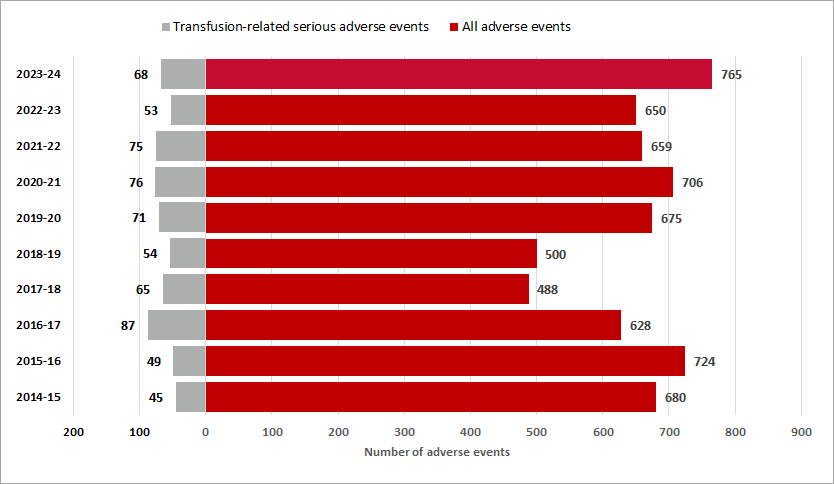 Transfusion-related serious adverse events All adverse events
2023-24 68 765
2022-23 53 650
2021-22 75 659
2020-21 76 706
2019-20 71 675
2018-19 54 500
2017-18 65 488
2016-17 87 628
2015-16 49 724
2014-15 45 680
200 100 0 100 200 300 400 500 600 700 800 900
Number of adverse events